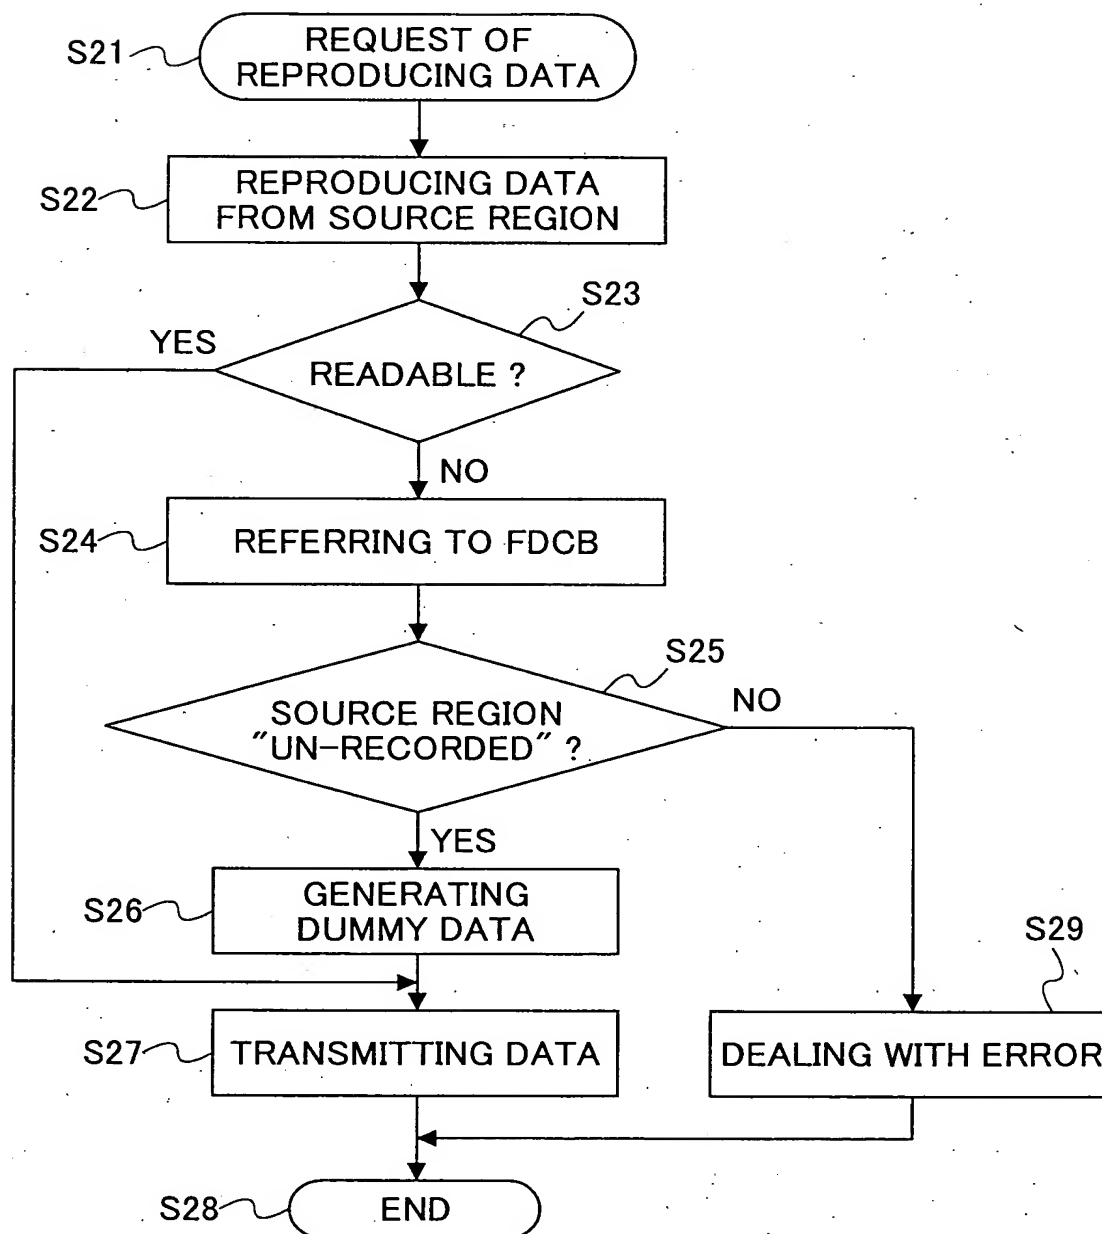 S21
REQUEST OF
REPRODUCING DATA
S22
REPRODUCING DATA
FROM SOURCE REGION
S23
YES
READABLE ?
NO
S24
REFERRING TO FDCB
S25
NO
SOURCE REGION
"UN-RECORDED" ?
YES
S26
GENERATING
DUMMY DATA
S29
S27
TRANSMITTING DATA
DEALING WITH ERROR
S28
END